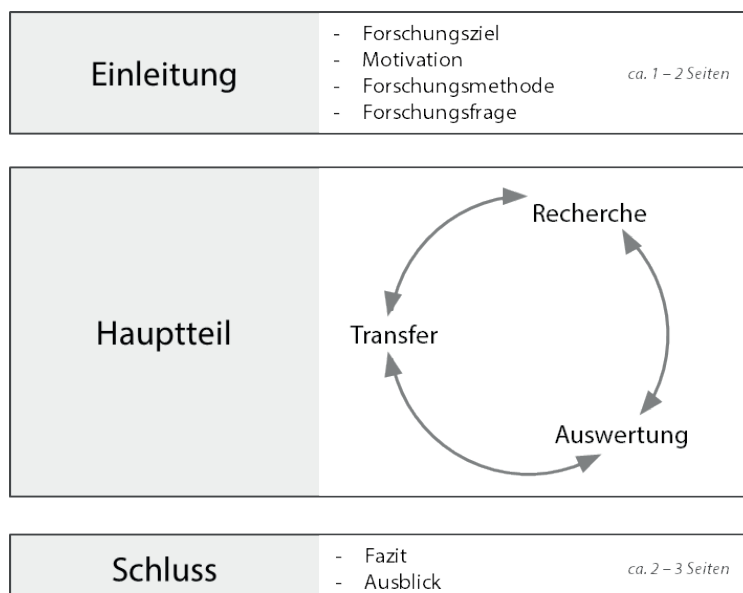 Einleitung
- Forschungsziel
- Motivation
- Forschungsmethode
- Forschungsfrage
ca. 1 – 2 Seiten
Hauptteil
Recherche
Transfer
Auswertung
Schluss
- Fazit
- Ausblick
ca. 2 – 3 Seiten